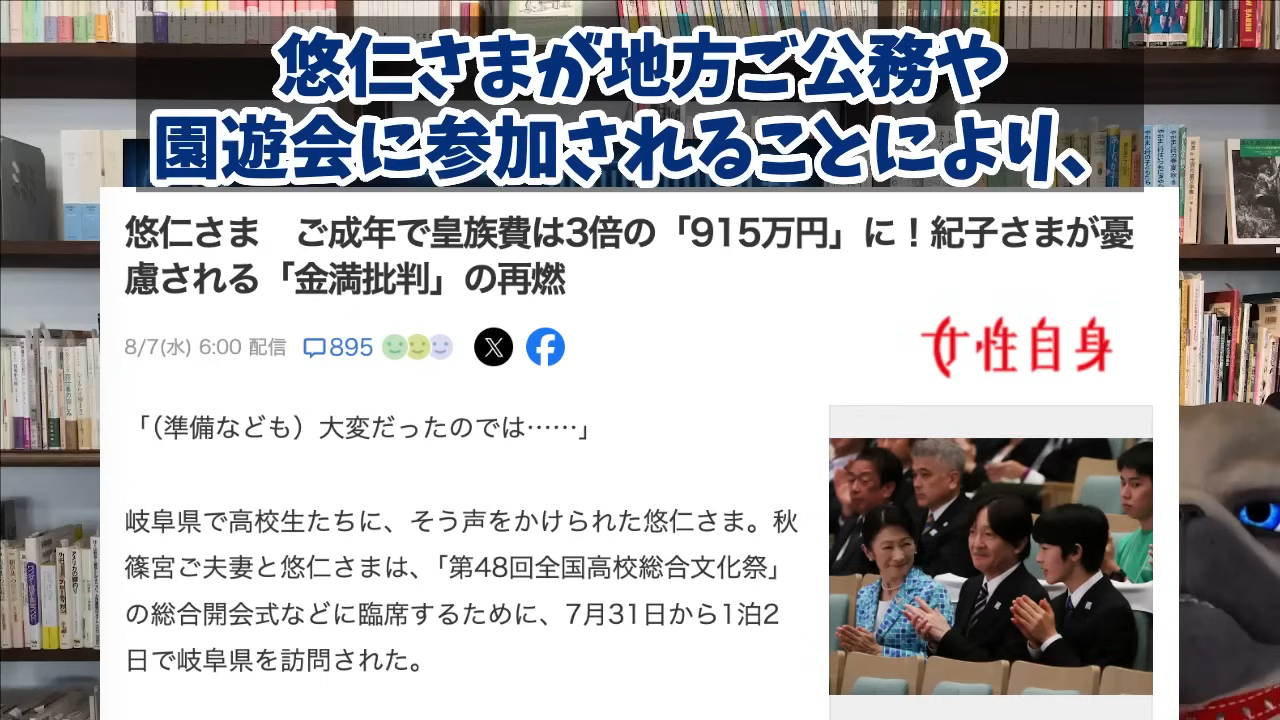 悠仁さまが地方ご公務や
園遊会に参加されることにより、
悠仁さま　ご成年で皇族費は3倍の「915万円」に！紀子さまが憂
慮される「金満批判」の再燃
8/7(水) 6:00 配信 895
女性自身
「（準備なども）大変だったのでは……」
岐阜県で高校生たちに、そう声をかけられた悠仁さま。秋
篠宮ご夫妻と悠仁さまは、「第48回全国高校総合文化祭」
の総合開会式などに臨席するために、7月31日から1泊2
日で岐阜県を訪問された。